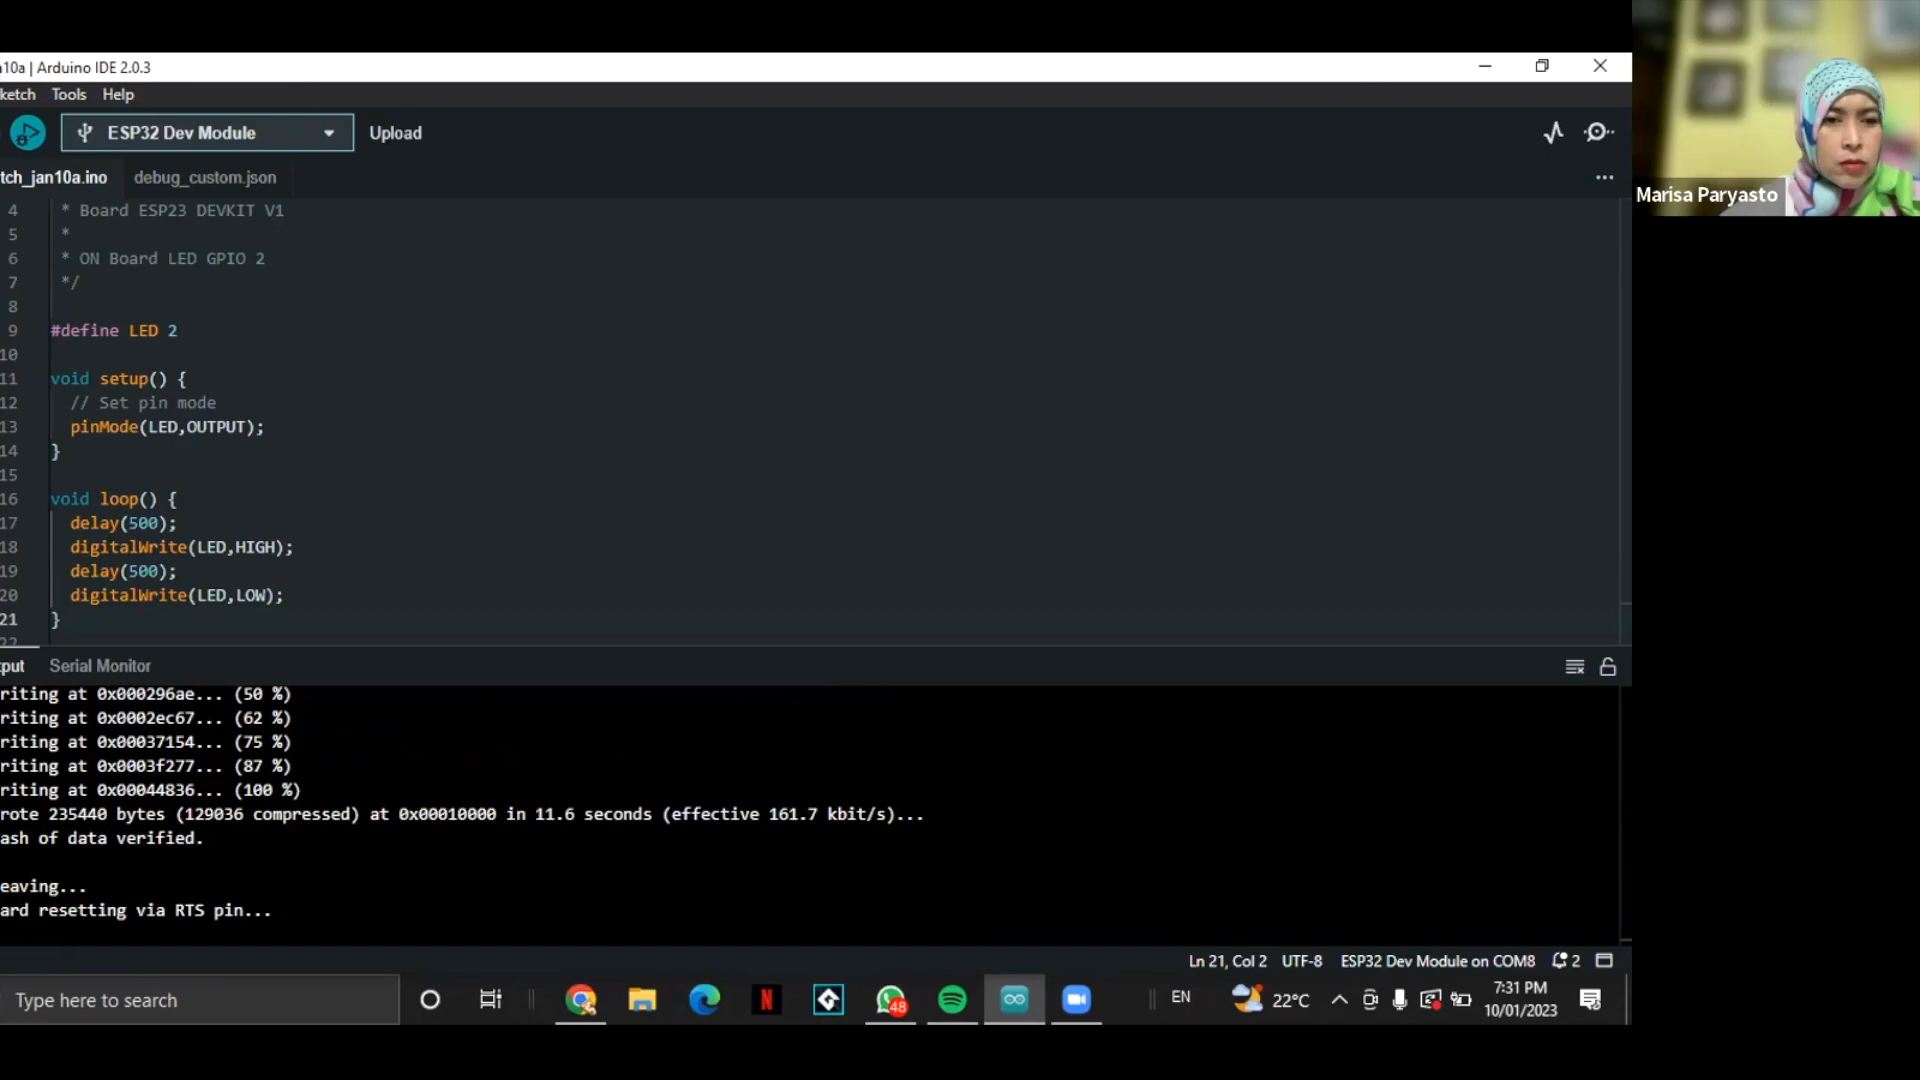 n10a | Arduino IDE 2.0.3
ketch Tools Help
ESP32 Dev Module
Upload
tch_jan10a.ino debug_custom.json
4 * Board ESP23 DEVKIT V1
5 *
6 * ON Board LED GPIO 2
7 */
8
9 #define LED 2
10
11 void setup() {
12 // Set pin mode
13 pinMode(LED,OUTPUT);
14 }
15
16 void loop() {
17 delay(500);
18 digitalWrite(LED,HIGH);
19 delay(500);
20 digitalWrite(LED,LOW);
21 }
22
put Serial Monitor
riting at 0x000296ae... (50 %)
riting at 0x0002ec67... (62 %)
riting at 0x00037154... (75 %)
riting at 0x0003f277... (87 %)
riting at 0x00044836... (100 %)
rote 235440 bytes (129036 compressed) at 0x00010000 in 11.6 seconds (effective 161.7 kbit/s)...
ash of data verified.
eaving...
ard resetting via RTS pin...
Ln 21, Col 2 UTF-8 ESP32 Dev Module on COM8 2
Type here to search
N
48
EN
22°C
7:31 PM
10/01/2023
Marisa Paryasto